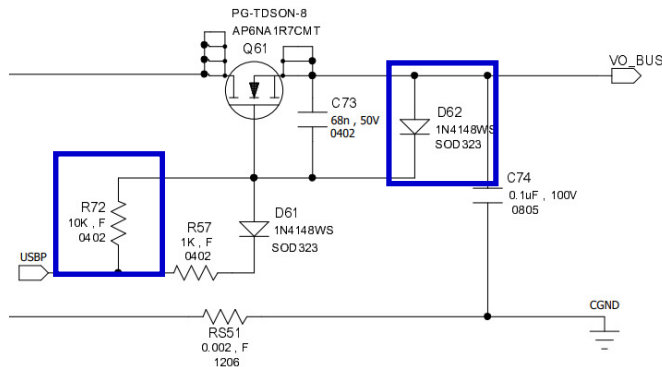 PG-TDSON-8
AP6NA1R7CMT
Q61
VO_BUS
C73
68n , 50V
0402
D62
1N4148WS
SOD323
C74
0.1uF , 100V
0805
R72
10K , F
0402
R57
1K , F
0402
D61
1N4148WS
SOD323
USBP
CGND
RS51
0.002 , F
1206